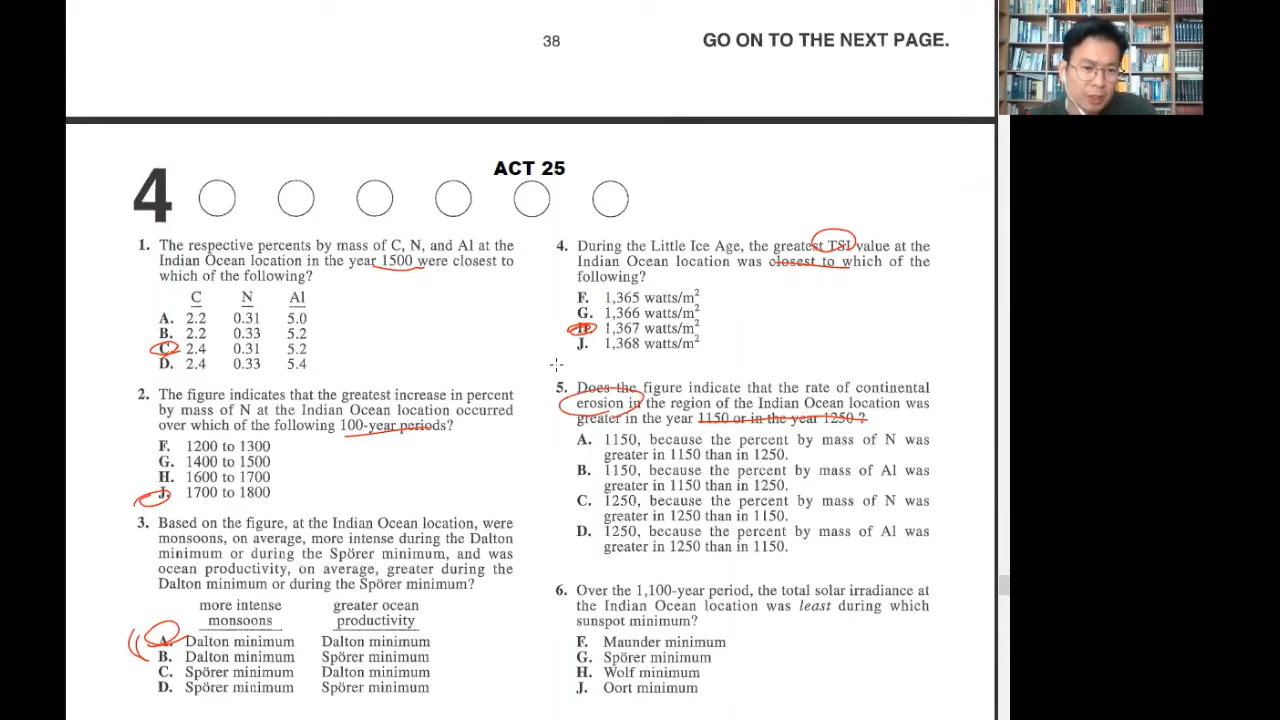 38
GO ON TO THE NEXT PAGE.
ACT 25
4
1. The respective percents by mass of C, N, and Al at the
Indian Ocean location in the year 1500 were closest to
which of the following?
C N Al
A. 2.2 0.31 5.0
B. 2.2 0.33 5.2
C. 2.4 0.31 5.2
D. 2.4 0.33 5.4
2. The figure indicates that the greatest increase in percent
by mass of N at the Indian Ocean location occurred
over which of the following 100-year periods?
F. 1200 to 1300
G. 1400 to 1500
H. 1600 to 1700
J. 1700 to 1800
3. Based on the figure, at the Indian Ocean location, were
monsoons, on average, more intense during the Dalton
minimum or during the Spörer minimum, and was
ocean productivity, on average, greater during the
Dalton minimum or during the Spörer minimum?
more intense greater ocean
monsoons productivity
A. Dalton minimum Dalton minimum
B. Dalton minimum Spörer minimum
C. Spörer minimum Dalton minimum
D. Spörer minimum Spörer minimum
4. During the Little Ice Age, the greatest TSI value at the
Indian Ocean location was closest to which of the
following?
F. 1,365 watts/m²
G. 1,366 watts/m²
H. 1,367 watts/m²
J. 1,368 watts/m²
5. Does the figure indicate that the rate of continental
erosion in the region of the Indian Ocean location was
greater in the year 1150 or in the year 1250 ?
A. 1150, because the percent by mass of N was
greater in 1150 than in 1250.
B. 1150, because the percent by mass of Al was
greater in 1150 than in 1250.
C. 1250, because the percent by mass of N was
greater in 1250 than in 1150.
D. 1250, because the percent by mass of Al was
greater in 1250 than in 1150.
6. Over the 1,100-year period, the total solar irradiance at
the Indian Ocean location was least during which
sunspot minimum?
F. Maunder minimum
G. Spörer minimum
H. Wolf minimum
J. Oort minimum